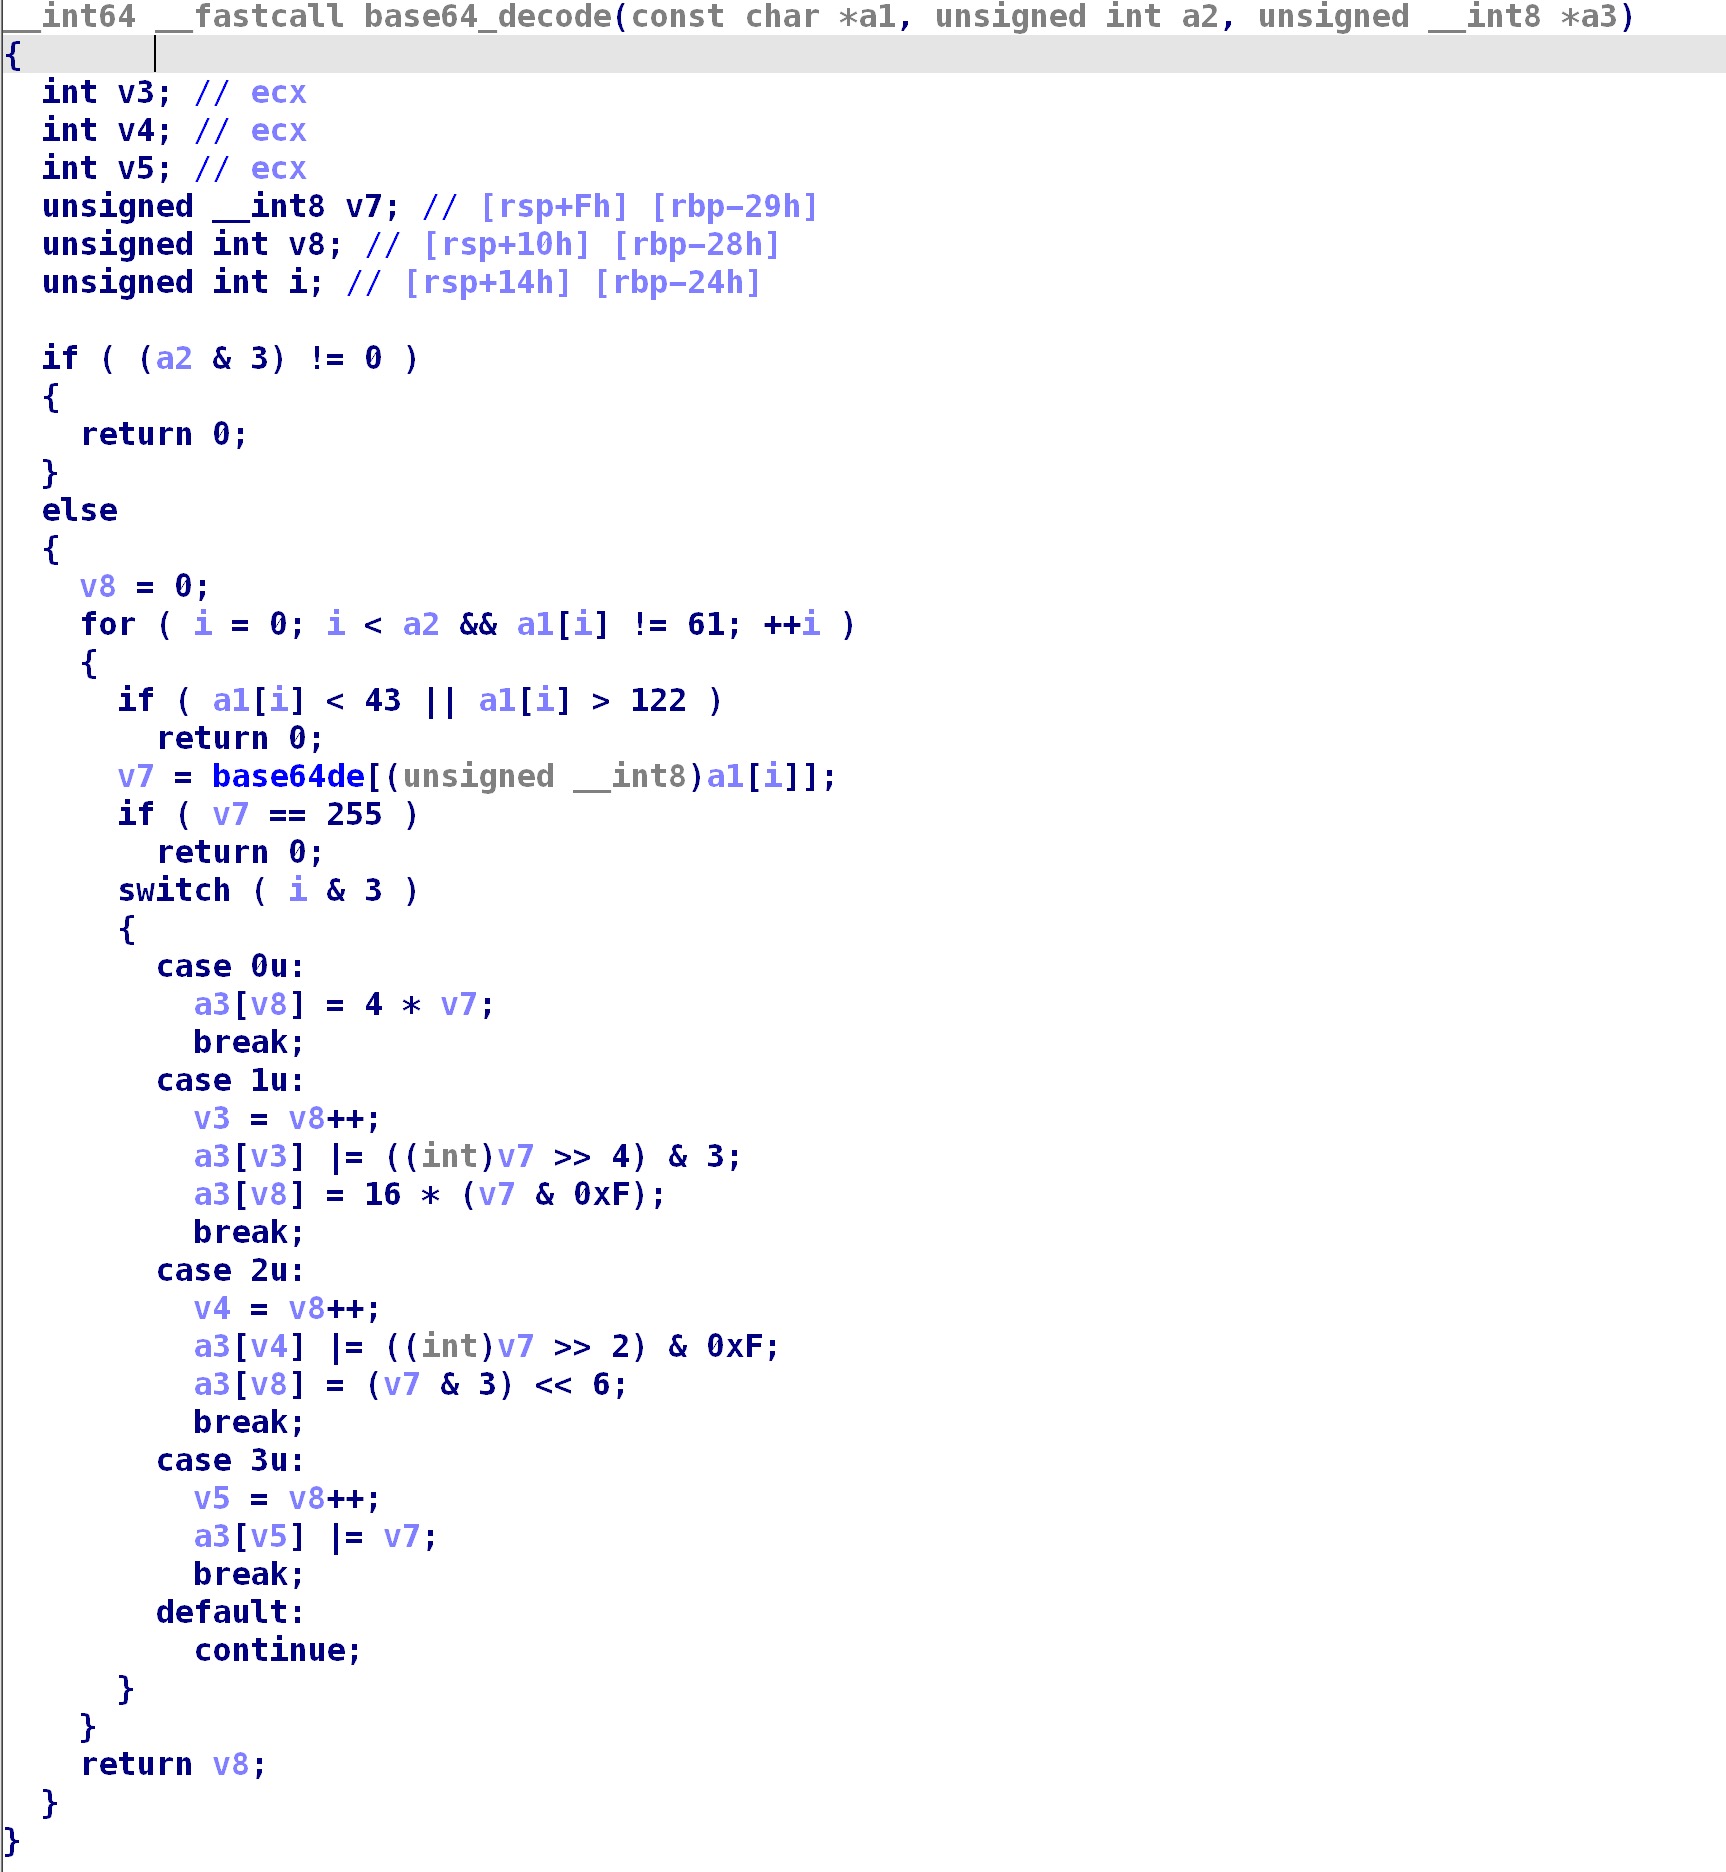 __int64 __fastcall base64_decode(const char *a1, unsigned int a2, unsigned __int8 *a3)
{
  int v3; // ecx
  int v4; // ecx
  int v5; // ecx
  unsigned __int8 v7; // [rsp+Fh] [rbp-29h]
  unsigned int v8; // [rsp+10h] [rbp-28h]
  unsigned int i; // [rsp+14h] [rbp-24h]

  if ( (a2 & 3) != 0 )
  {
    return 0;
  }
  else
  {
    v8 = 0;
    for ( i = 0; i < a2 && a1[i] != 61; ++i )
    {
      if ( a1[i] < 43 || a1[i] > 122 )
        return 0;
      v7 = base64de[(unsigned __int8)a1[i]];
      if ( v7 == 255 )
        return 0;
      switch ( i & 3 )
      {
        case 0u:
          a3[v8] = 4 * v7;
          break;
        case 1u:
          v3 = v8++;
          a3[v3] |= ((int)v7 >> 4) & 3;
          a3[v8] = 16 * (v7 & 0xF);
          break;
        case 2u:
          v4 = v8++;
          a3[v4] |= ((int)v7 >> 2) & 0xF;
          a3[v8] = (v7 & 3) << 6;
          break;
        case 3u:
          v5 = v8++;
          a3[v5] |= v7;
          break;
        default:
          continue;
      }
    }
    return v8;
  }
}